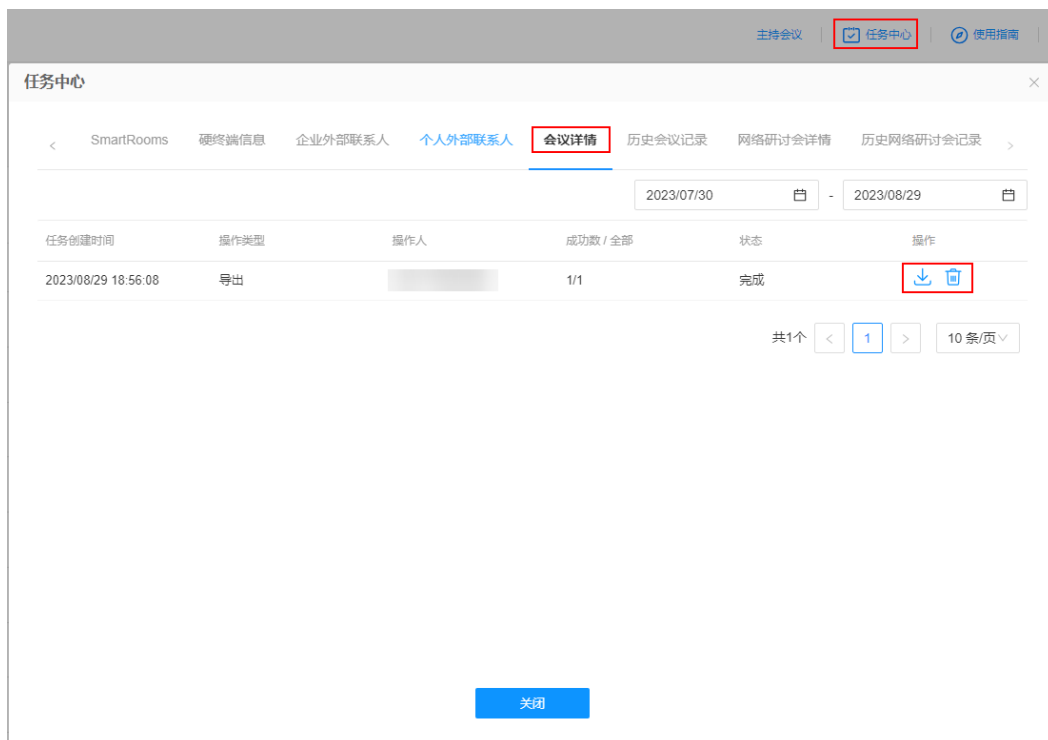 主持会议 任务中心 使用指南
任务中心
SmartRooms 硬终端信息 企业外部联系人 个人外部联系人 会议详情 历史会议记录 网络研讨会详情 历史网络研讨会记录
2023/07/30 - 2023/08/29
任务创建时间 操作类型 操作人 成功数 / 全部 状态 操作
2023/08/29 18:56:08 导出 1/1 完成
共1个 < 1 > 10 条/页
关闭